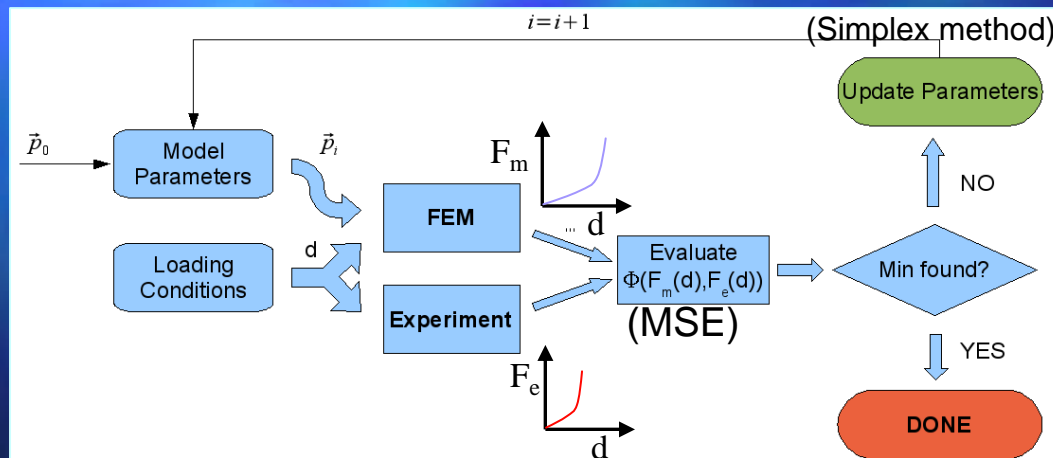 i=i+1
(Simplex method)
Update Parameters
p⃗₀
Model
Parameters
p⃗ᵢ
Fₘ
d
NO
FEM
...
d
Loading
Conditions
Evaluate
Φ(Fₘ(d),Fₑ(d))
(MSE)
Min found?
Experiment
YES
Fₑ
d
DONE